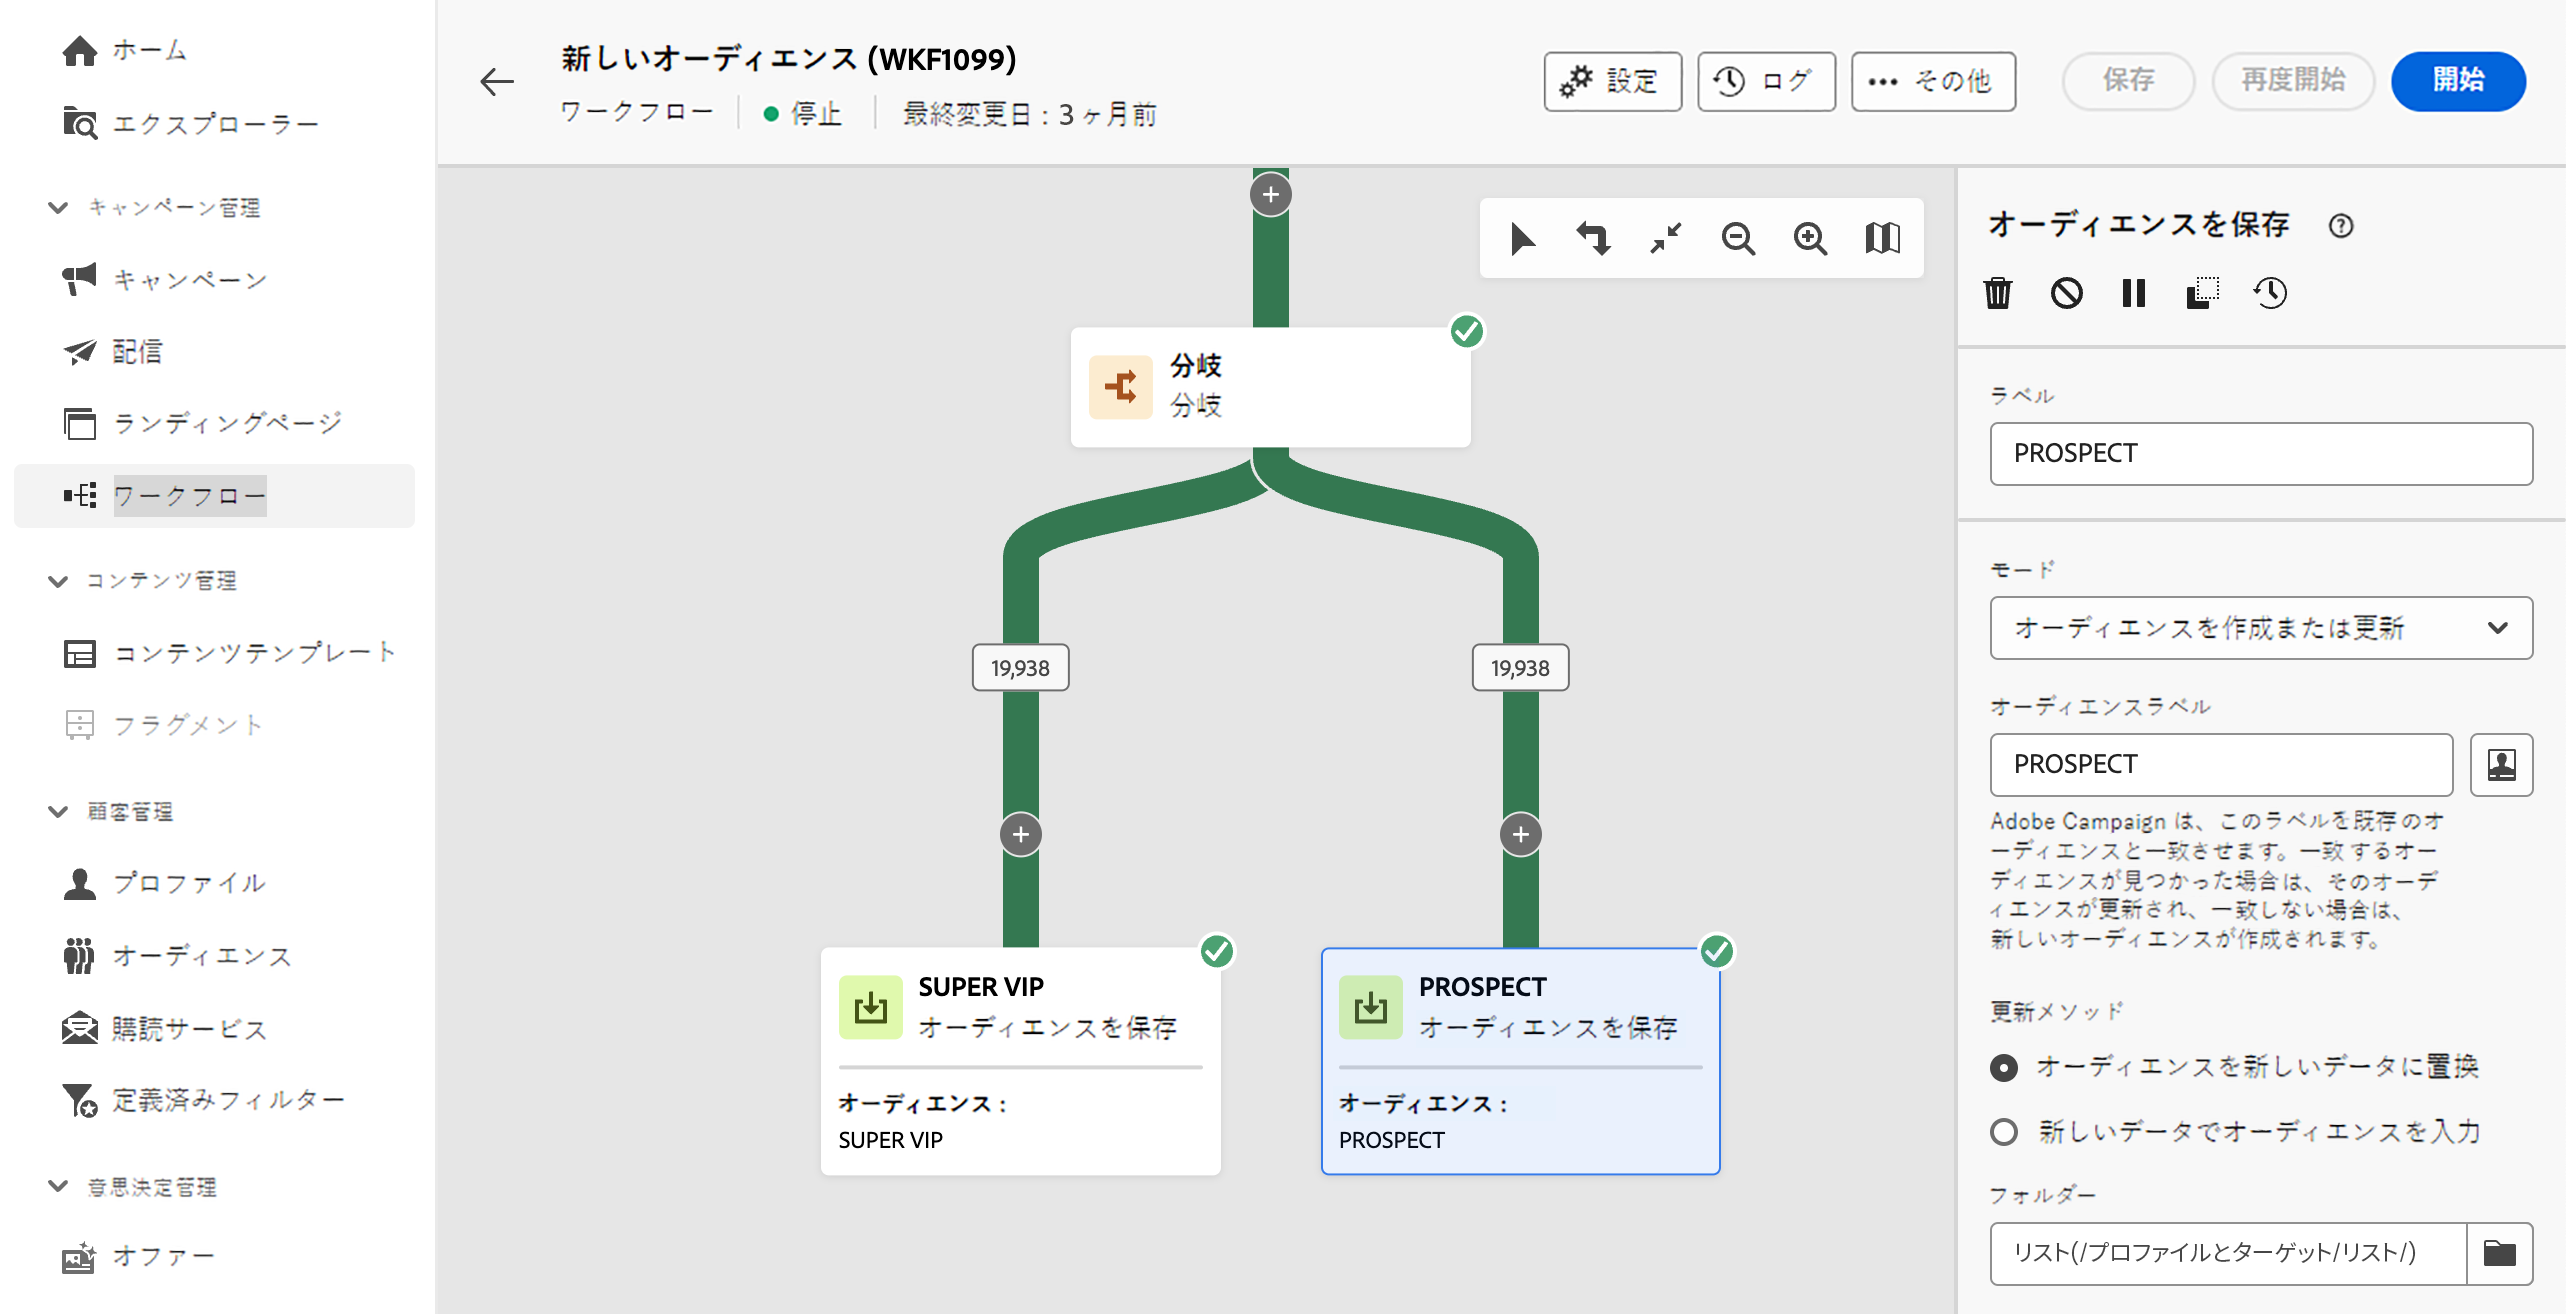 ホーム
エクスプローラー
キャンペーン管理
キャンペーン
配信
ランディングページ
ワークフロー
コンテンツ管理
コンテンツテンプレート
フラグメント
顧客管理
プロファイル
オーディエンス
購読サービス
定義済みフィルター
意思決定管理
オファー
新しいオーディエンス (WKF1099)
ワークフロー
停止
最終変更日 : 3 ヶ月前
設定
ログ
その他
保存
再度開始
開始
分岐
分岐
19,938
19,938
SUPER VIP
オーディエンスを保存
オーディエンス :
SUPER VIP
PROSPECT
オーディエンスを保存
オーディエンス :
PROSPECT
オーディエンスを保存
ラベル
PROSPECT
モード
オーディエンスを作成または更新
オーディエンスラベル
PROSPECT
Adobe Campaign は、このラベルを既存のオ
ーディエンスと一致させます。一致 するオー
ディエンスが見つかった場合は、そのオーデ
ィエンスが更新され、一致しない場合は、
新しいオーディエンスが作成されます。
更新メソッド
オーディエンスを新しいデータに置換
新しいデータでオーディエンスを入力
フォルダー
リスト(/プロファイルとターゲット/リスト/)